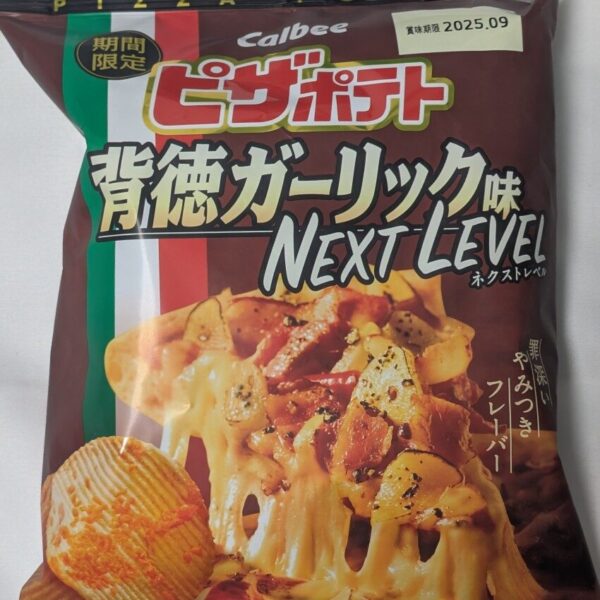 PIZZA
Calbee
賞味期限 2025.09
期間
限定
ピザポテト
背徳ガーリック味
NEXT LEVEL
ネクストレベル
罪深い
やみつき
フレーバー